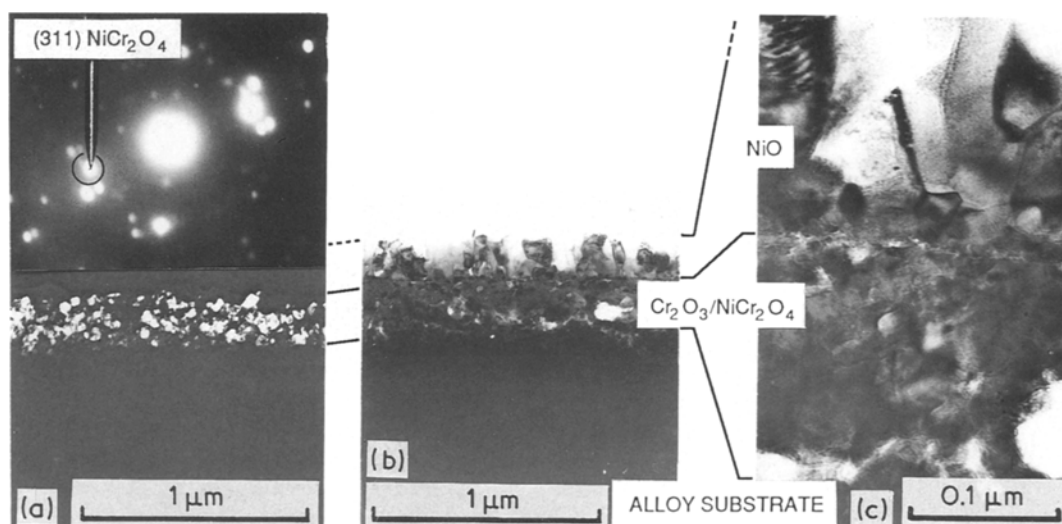 (311) NiCr₂O₄
NiO
Cr₂O₃/NiCr₂O₄
(a)
1 μm
(b)
1 μm
ALLOY SUBSTRATE
(c)
0.1 μm